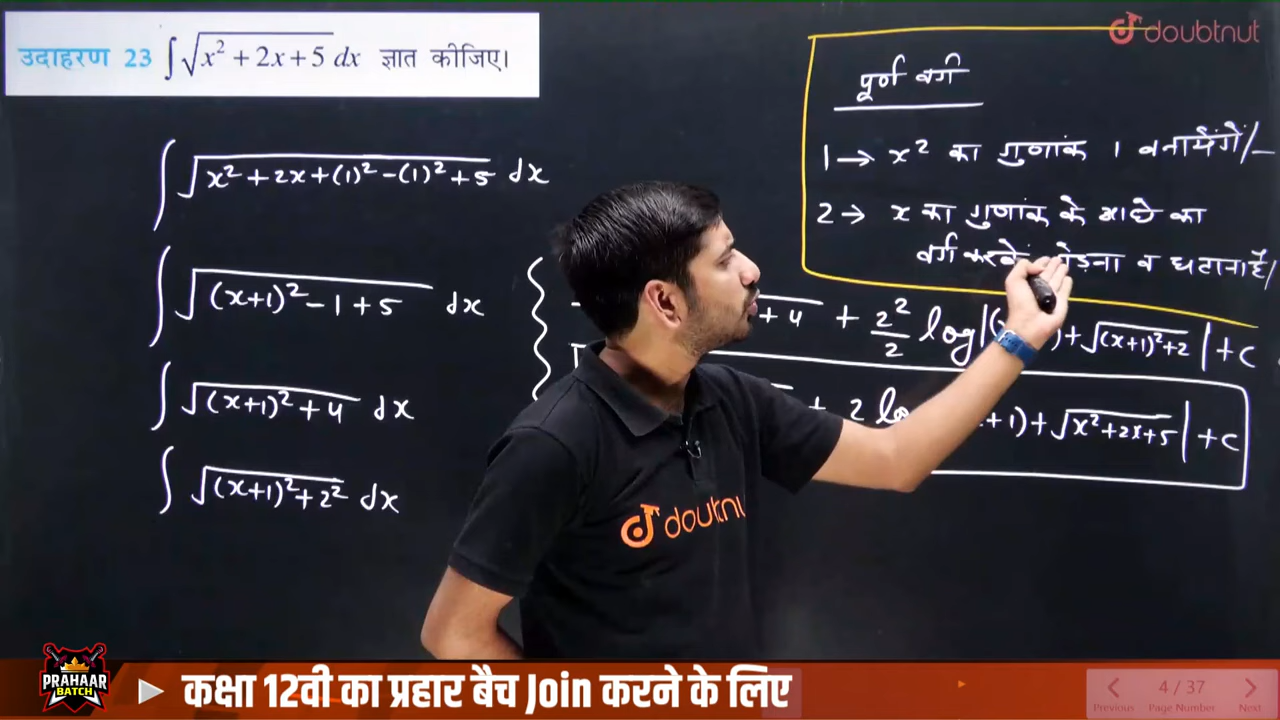 उदाहरण 23 ∫√x² + 2x + 5 dx ज्ञात कीजिए।
doubtnut
पूर्ण वर्ग
1 → x² का गुणांक 1 बनायेंगे/–
2 → x का गुणांक के आधे का
वर्ग करके जोड़ना व घटाना है/
∫√x² + 2x + (1)² - (1)² + 5 dx
∫√(x+1)² - 1 + 5 dx
∫√(x+1)² + 4 dx
∫√(x+1)² + 2² dx
+ 4 + 2²/2 log|( ) + √(x+1)²+2 | + C
+ 2 lo +1) + √x²+2x+5 | + C
doubtnu
PRAHAAR
BATCH
कक्षा 12वी का प्रहार बैच Join करने के लिए
4 / 37
Previous Page Number Next